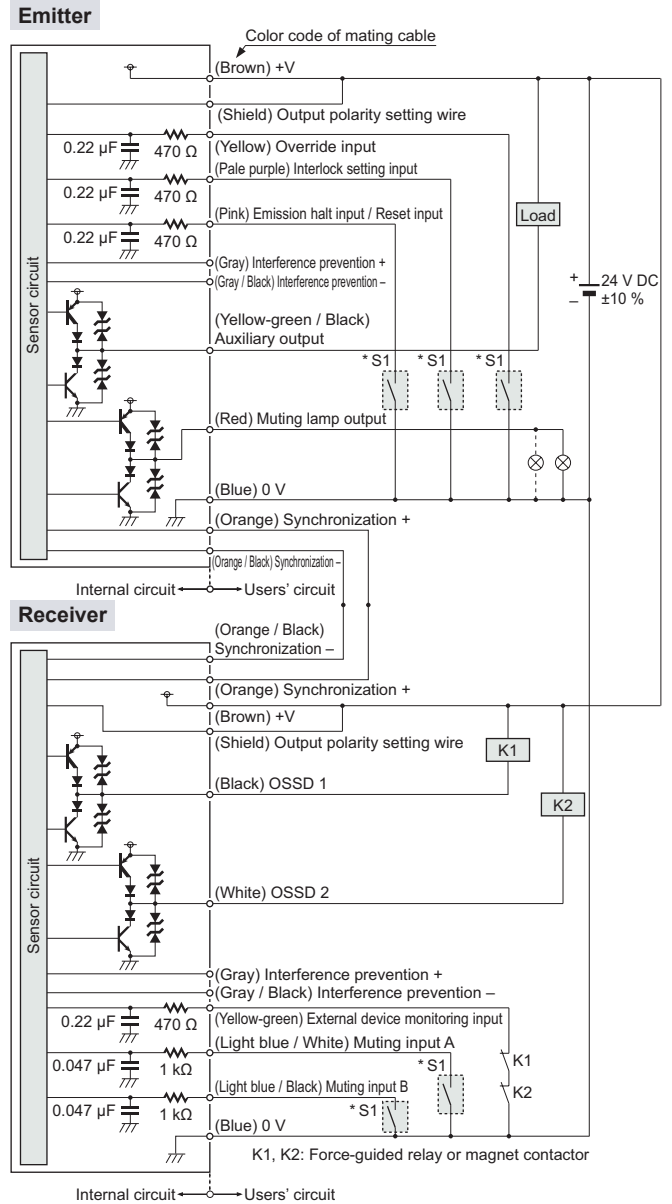 Emitter
Color code of mating cable
(Brown) +V
(Shield) Output polarity setting wire
0.22 µF
470 Ω
(Yellow) Override input
(Pale purple) Interlock setting input
0.22 µF
470 Ω
(Pink) Emission halt input / Reset input
0.22 µF
470 Ω
Load
(Gray) Interference prevention +
(Gray / Black) Interference prevention –
+
–
24 V DC
±10 %
Sensor circuit
(Yellow-green / Black)
Auxiliary output
* S1
* S1
* S1
(Red) Muting lamp output
(Blue) 0 V
(Orange) Synchronization +
(Orange / Black) Synchronization –
Internal circuit
Users' circuit
Receiver
(Orange / Black)
Synchronization –
(Orange) Synchronization +
(Brown) +V
(Shield) Output polarity setting wire
K1
(Black) OSSD 1
K2
Sensor circuit
(White) OSSD 2
(Gray) Interference prevention +
(Gray / Black) Interference prevention –
0.22 µF
470 Ω
(Yellow-green) External device monitoring input
(Light blue / White) Muting input A
0.047 µF
1 kΩ
* S1
K1
(Light blue / Black) Muting input B
K2
0.047 µF
1 kΩ
* S1
(Blue) 0 V
K1, K2: Force-guided relay or magnet contactor
Internal circuit
Users' circuit